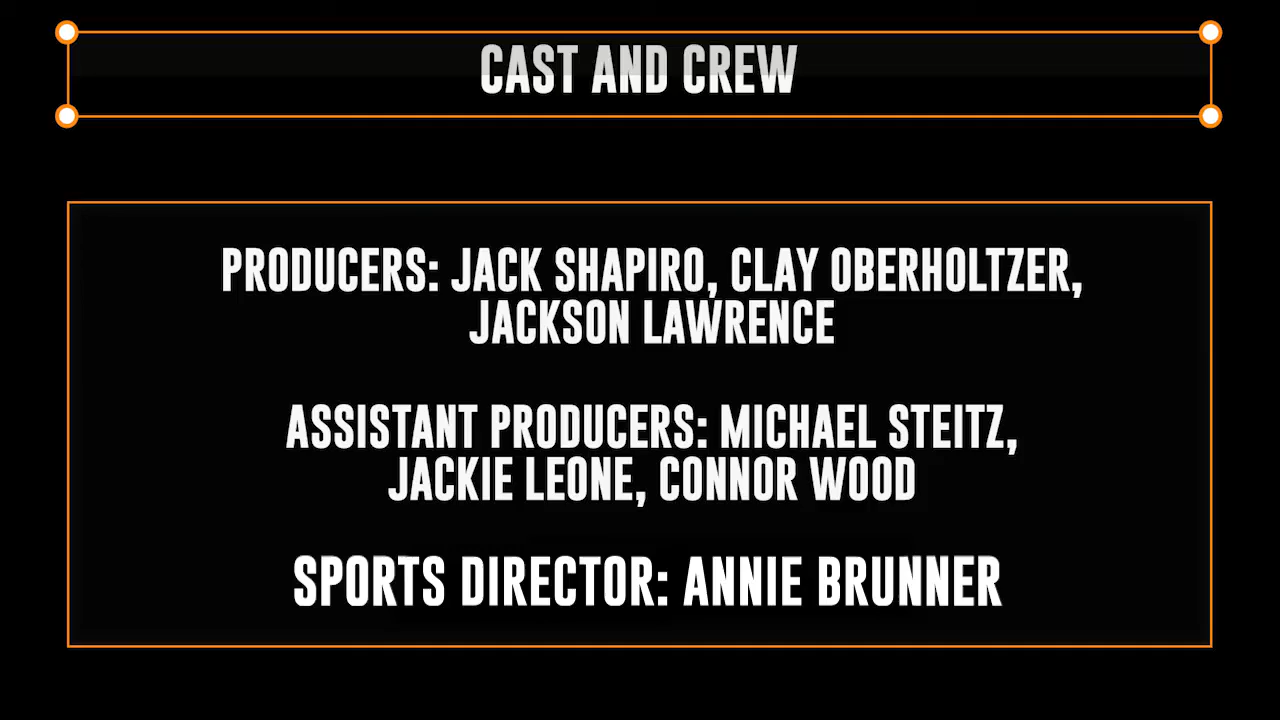 CAST AND CREW
PRODUCERS: JACK SHAPIRO, CLAY OBERHOLTZER,
JACKSON LAWRENCE
ASSISTANT PRODUCERS: MICHAEL STEITZ,
JACKIE LEONE, CONNOR WOOD
SPORTS DIRECTOR: ANNIE BRUNNER